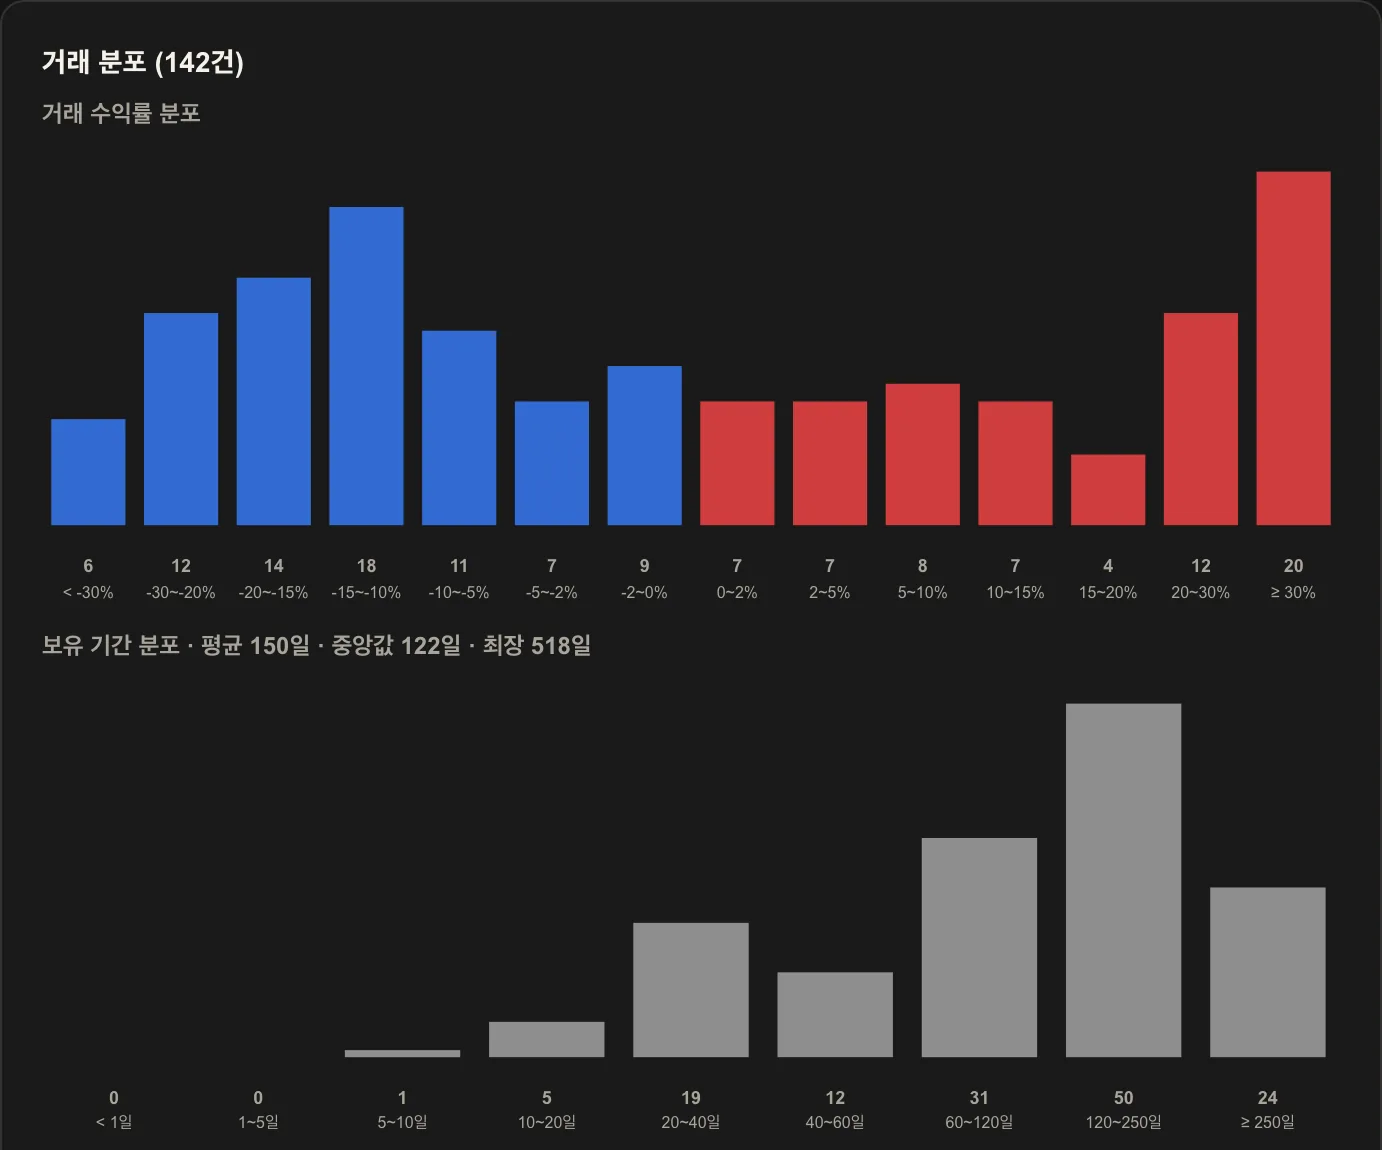 거래 분포 (142건)
거래 수익률 분포
6 12 14 18 11 7 9 7 7 8 7 4 12 20
< -30% -30~-20% -20~-15% -15~-10% -10~-5% -5~-2% -2~0% 0~2% 2~5% 5~10% 10~15% 15~20% 20~30% ≥ 30%
보유 기간 분포 · 평균 150일 · 중앙값 122일 · 최장 518일
0 0 1 5 19 12 31 50 24
< 1일 1~5일 5~10일 10~20일 20~40일 40~60일 60~120일 120~250일 ≥ 250일